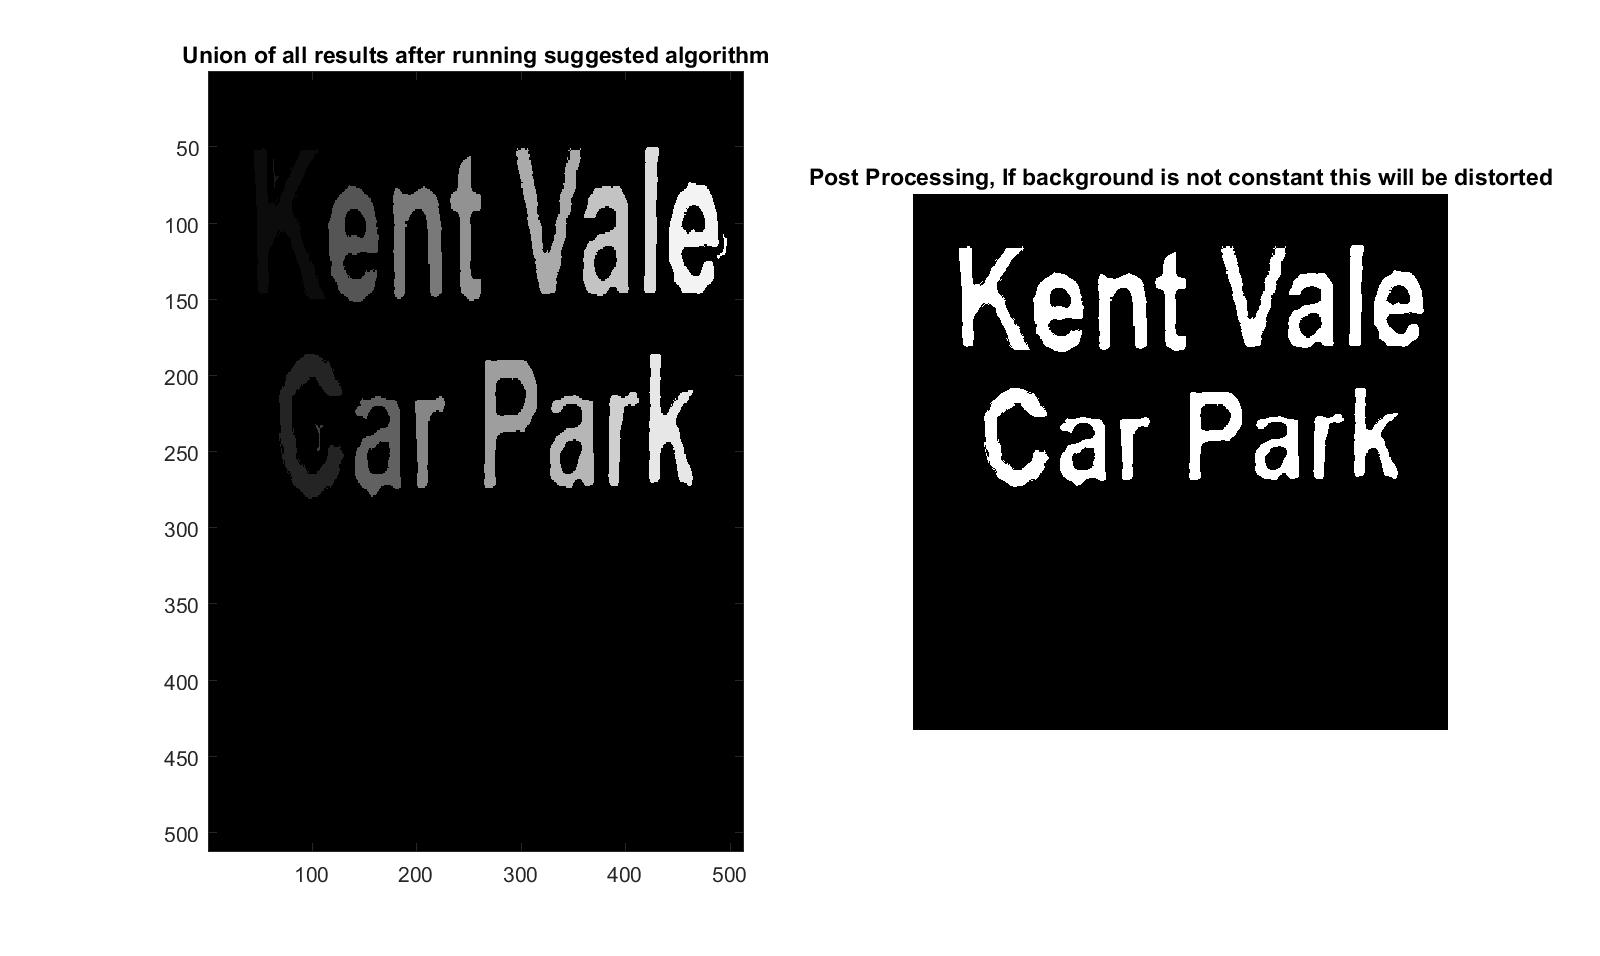 Union of all results after running suggested algorithm
50
100
150
200
250
300
350
400
450
500
100 200 300 400 500
Kent Vale
Car Park
Post Processing, If background is not constant this will be distorted
Kent Vale
Car Park